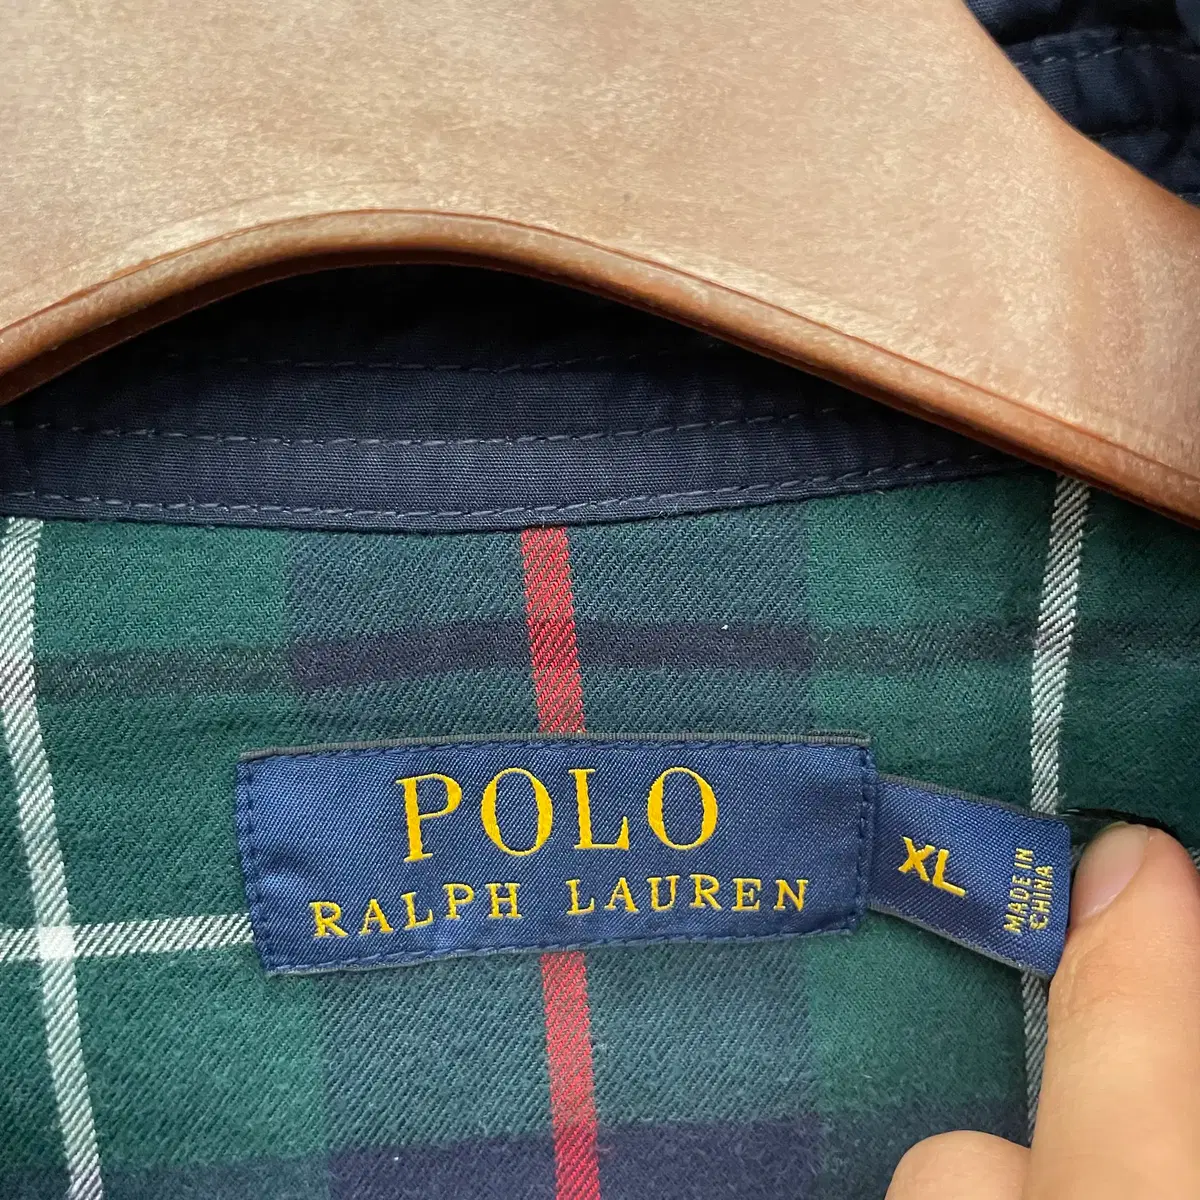 POLO
RALPH LAUREN
XL
MADE IN
CHINA